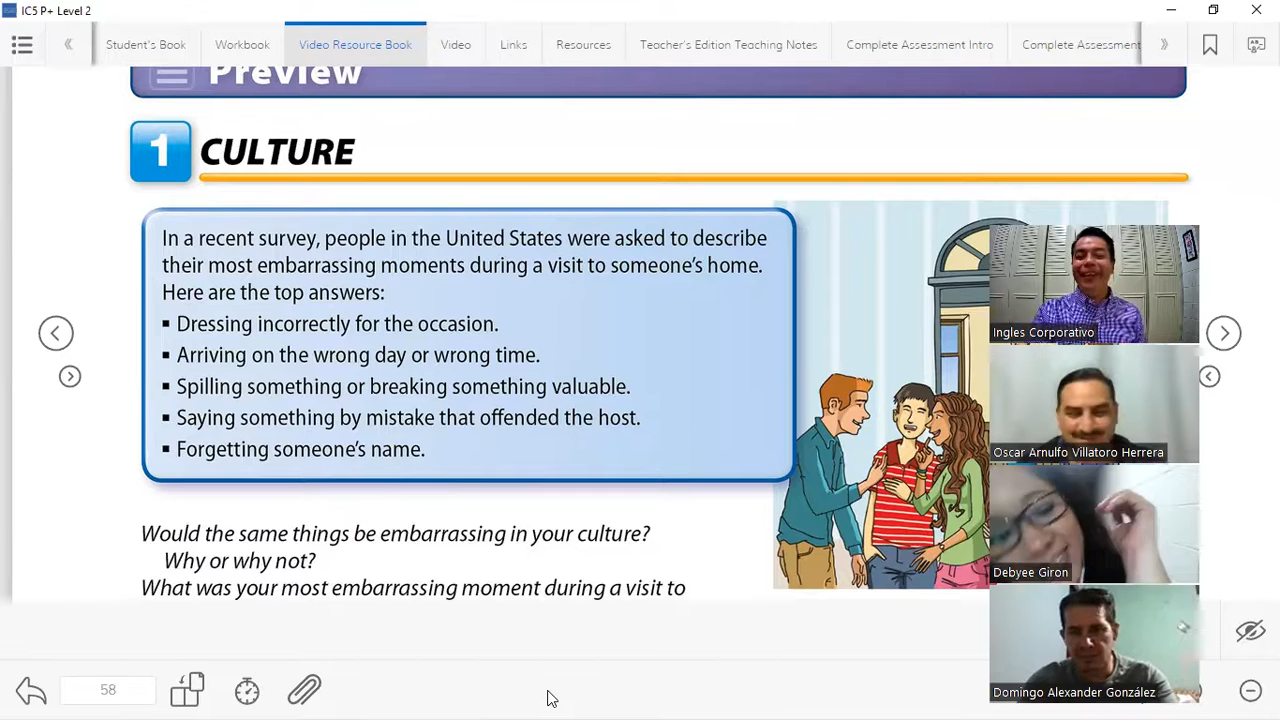 IC5 P+ Level 2
Student's Book
Workbook
Video Resource Book
Video
Links
Resources
Teacher's Edition Teaching Notes
Complete Assessment Intro
Complete Assessment
Preview
1 CULTURE
In a recent survey, people in the United States were asked to describe
their most embarrassing moments during a visit to someone's home.
Here are the top answers:
▪ Dressing incorrectly for the occasion.
▪ Arriving on the wrong day or wrong time.
▪ Spilling something or breaking something valuable.
▪ Saying something by mistake that offended the host.
▪ Forgetting someone's name.
Would the same things be embarrassing in your culture?
Why or why not?
What was your most embarrassing moment during a visit to
Ingles Corporativo
Oscar Arnulfo Villatoro Herrera
Debyee Giron
Domingo Alexander González
58